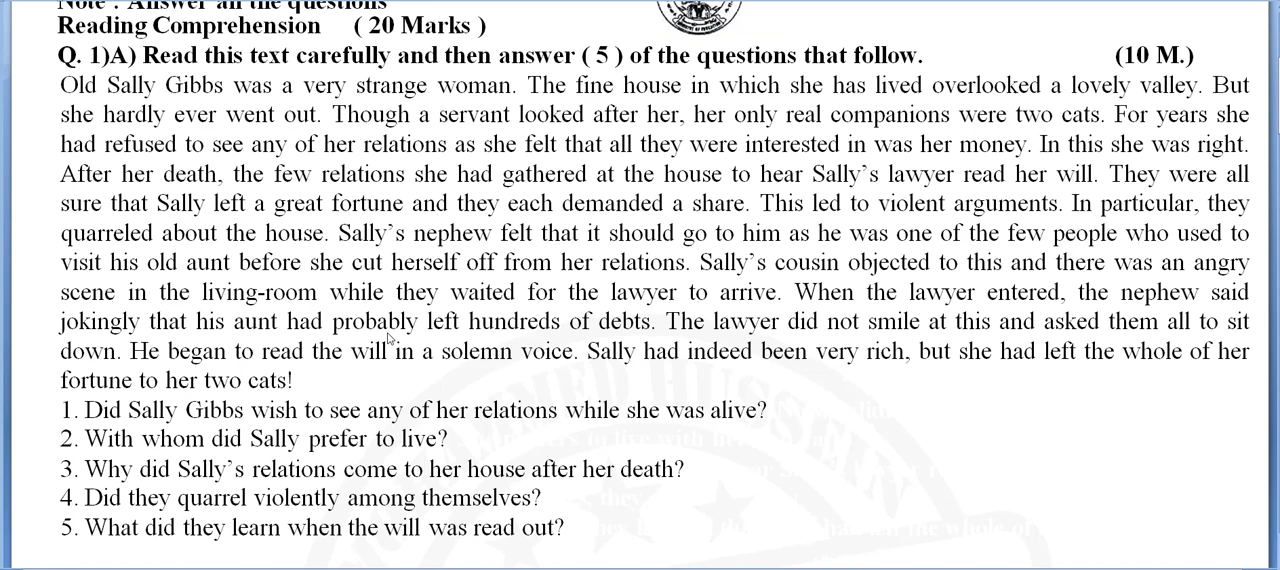 Note : Answer all the questions
Reading Comprehension ( 20 Marks )
Q. 1)A) Read this text carefully and then answer ( 5 ) of the questions that follow. (10 M.)
Old Sally Gibbs was a very strange woman. The fine house in which she has lived overlooked a lovely valley. But
she hardly ever went out. Though a servant looked after her, her only real companions were two cats. For years she
had refused to see any of her relations as she felt that all they were interested in was her money. In this she was right.
After her death, the few relations she had gathered at the house to hear Sally’s lawyer read her will. They were all
sure that Sally left a great fortune and they each demanded a share. This led to violent arguments. In particular, they
quarreled about the house. Sally’s nephew felt that it should go to him as he was one of the few people who used to
visit his old aunt before she cut herself off from her relations. Sally’s cousin objected to this and there was an angry
scene in the living-room while they waited for the lawyer to arrive. When the lawyer entered, the nephew said
jokingly that his aunt had probably left hundreds of debts. The lawyer did not smile at this and asked them all to sit
down. He began to read the will in a solemn voice. Sally had indeed been very rich, but she had left the whole of her
fortune to her two cats!
1. Did Sally Gibbs wish to see any of her relations while she was alive?
2. With whom did Sally prefer to live?
3. Why did Sally’s relations come to her house after her death?
4. Did they quarrel violently among themselves?
5. What did they learn when the will was read out?